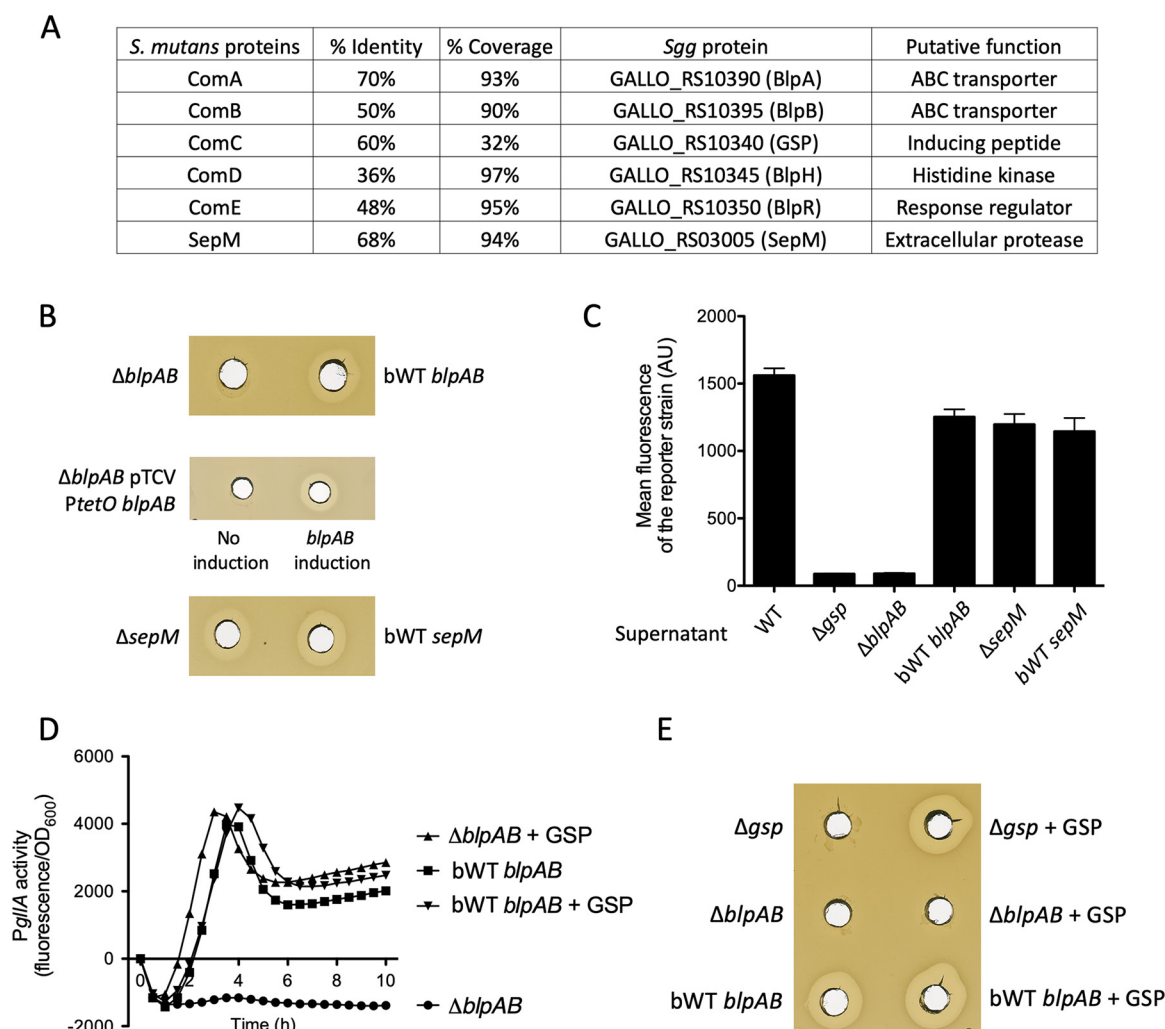 A
S. mutans proteins % Identity % Coverage Sgg protein Putative function
ComA 70% 93% GALLO_RS10390 (BlpA) ABC transporter
ComB 50% 90% GALLO_RS10395 (BlpB) ABC transporter
ComC 60% 32% GALLO_RS10340 (GSP) Inducing peptide
ComD 36% 97% GALLO_RS10345 (BlpH) Histidine kinase
ComE 48% 95% GALLO_RS10350 (BlpR) Response regulator
SepM 68% 94% GALLO_RS03005 (SepM) Extracellular protease
B
ΔblpAB bWT blpAB
ΔblpAB pTCV
PtetO blpAB
No
induction
blpAB
induction
ΔsepM bWT sepM
C
Mean fluorescence
of the reporter strain (AU)
2000
1500
1000
500
0
Supernatant
WT
Δgsp
ΔblpAB
bWT blpAB
ΔsepM
bWT sepM
D
PgllA activity
(fluorescence/OD600)
6000
4000
2000
0
-2000
0 2 4 6 8 10
Time (h)
ΔblpAB + GSP
bWT blpAB
bWT blpAB + GSP
ΔblpAB
E
Δgsp Δgsp + GSP
ΔblpAB ΔblpAB + GSP
bWT blpAB bWT blpAB + GSP